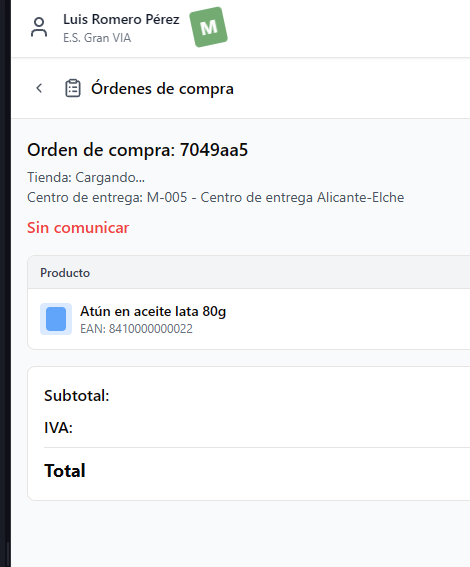 Luis Romero Pérez
E.S. Gran VIA
M
Órdenes de compra
Orden de compra: 7049aa5
Tienda: Cargando...
Centro de entrega: M-005 - Centro de entrega Alicante-Elche
Sin comunicar
Producto
Atún en aceite lata 80g
EAN: 8410000000022
Subtotal:
IVA:
Total